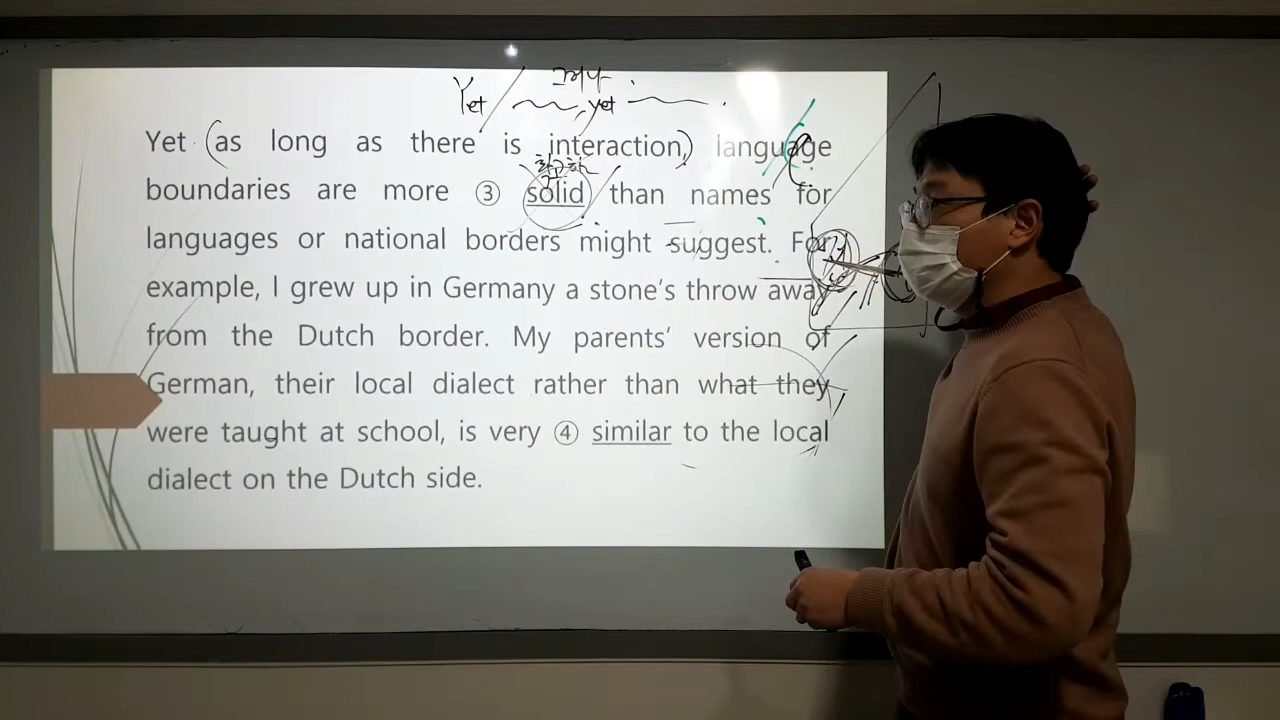 그러나.
Yet yet .
Yet (as long as there is interaction,) language
확고한
boundaries are more ③ solid than names for
languages or national borders might suggest. For
example, I grew up in Germany a stone's throw away
from the Dutch border. My parents' version of
German, their local dialect rather than what they
were taught at school, is very ④ similar to the local
dialect on the Dutch side.